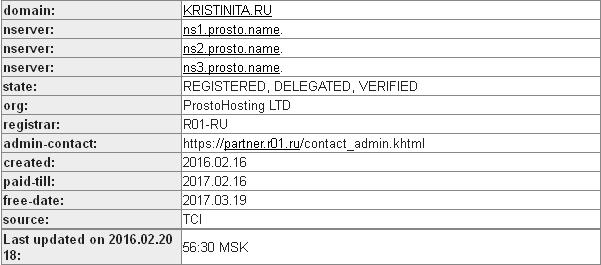 domain: KRISTINITA.RU
nserver: ns1.prosto.name.
nserver: ns2.prosto.name.
nserver: ns3.prosto.name.
state: REGISTERED, DELEGATED, VERIFIED
org: ProstoHosting LTD
registrar: R01-RU
admin-contact: https://partner.r01.ru/contact_admin.khtml
created: 2016.02.16
paid-till: 2017.02.16
free-date: 2017.03.19
source: TCI
Last updated on 2016.02.20
18: 56:30 MSK